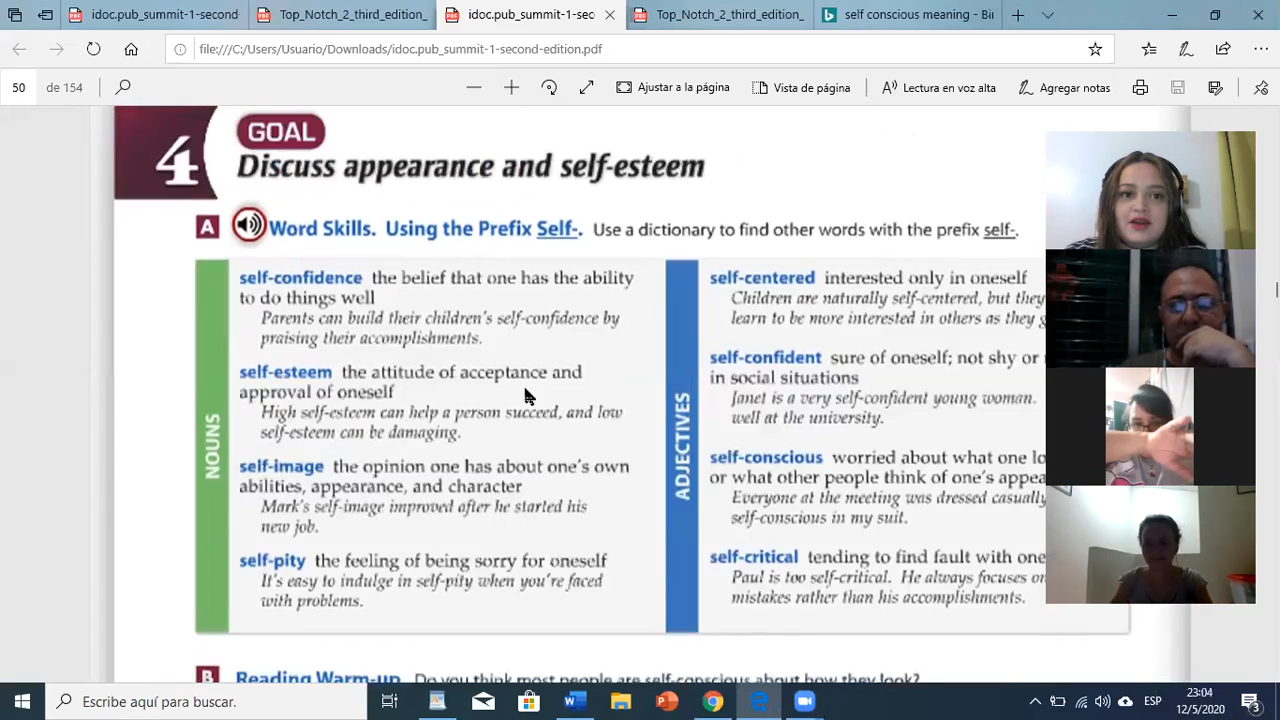 idoc.pub_summit-1-second
Top_Notch_2_third_edition_
idoc.pub_summit-1-seco
Top_Notch_2_third_edition_
self conscious meaning - Bi
file:///C:/Users/Usuario/Downloads/idoc.pub_summit-1-second-edition.pdf
50 de 154
Ajustar a la página
Vista de página
Lectura en voz alta
Agregar notas
4
GOAL
Discuss appearance and self-esteem
A Word Skills. Using the Prefix Self-. Use a dictionary to find other words with the prefix self-.
NOUNS
self-confidence the belief that one has the ability
to do things well
Parents can build their children's self-confidence by
praising their accomplishments.
self-esteem the attitude of acceptance and
approval of oneself
High self-esteem can help a person succeed, and low
self-esteem can be damaging.
self-image the opinion one has about one's own
abilities, appearance, and character
Mark's self-image improved after he started his
new job.
self-pity the feeling of being sorry for oneself
It's easy to indulge in self-pity when you're faced
with problems.
ADJECTIVES
self-centered interested only in oneself
Children are naturally self-centered, but they
learn to be more interested in others as they g
self-confident sure of oneself; not shy or
in social situations
Janet is a very self-confident young woman.
well at the university.
self-conscious worried about what one lo
or what other people think of one's appea
Everyone at the meeting was dressed casually
self-conscious in my suit.
self-critical tending to find fault with one
Paul is too self-critical. He always focuses on
mistakes rather than his accomplishments.
B Reading Warm-up. Do you think most people are self-conscious about how they look?
Escribe aquí para buscar.
ESP
23:04
12/5/2020
3